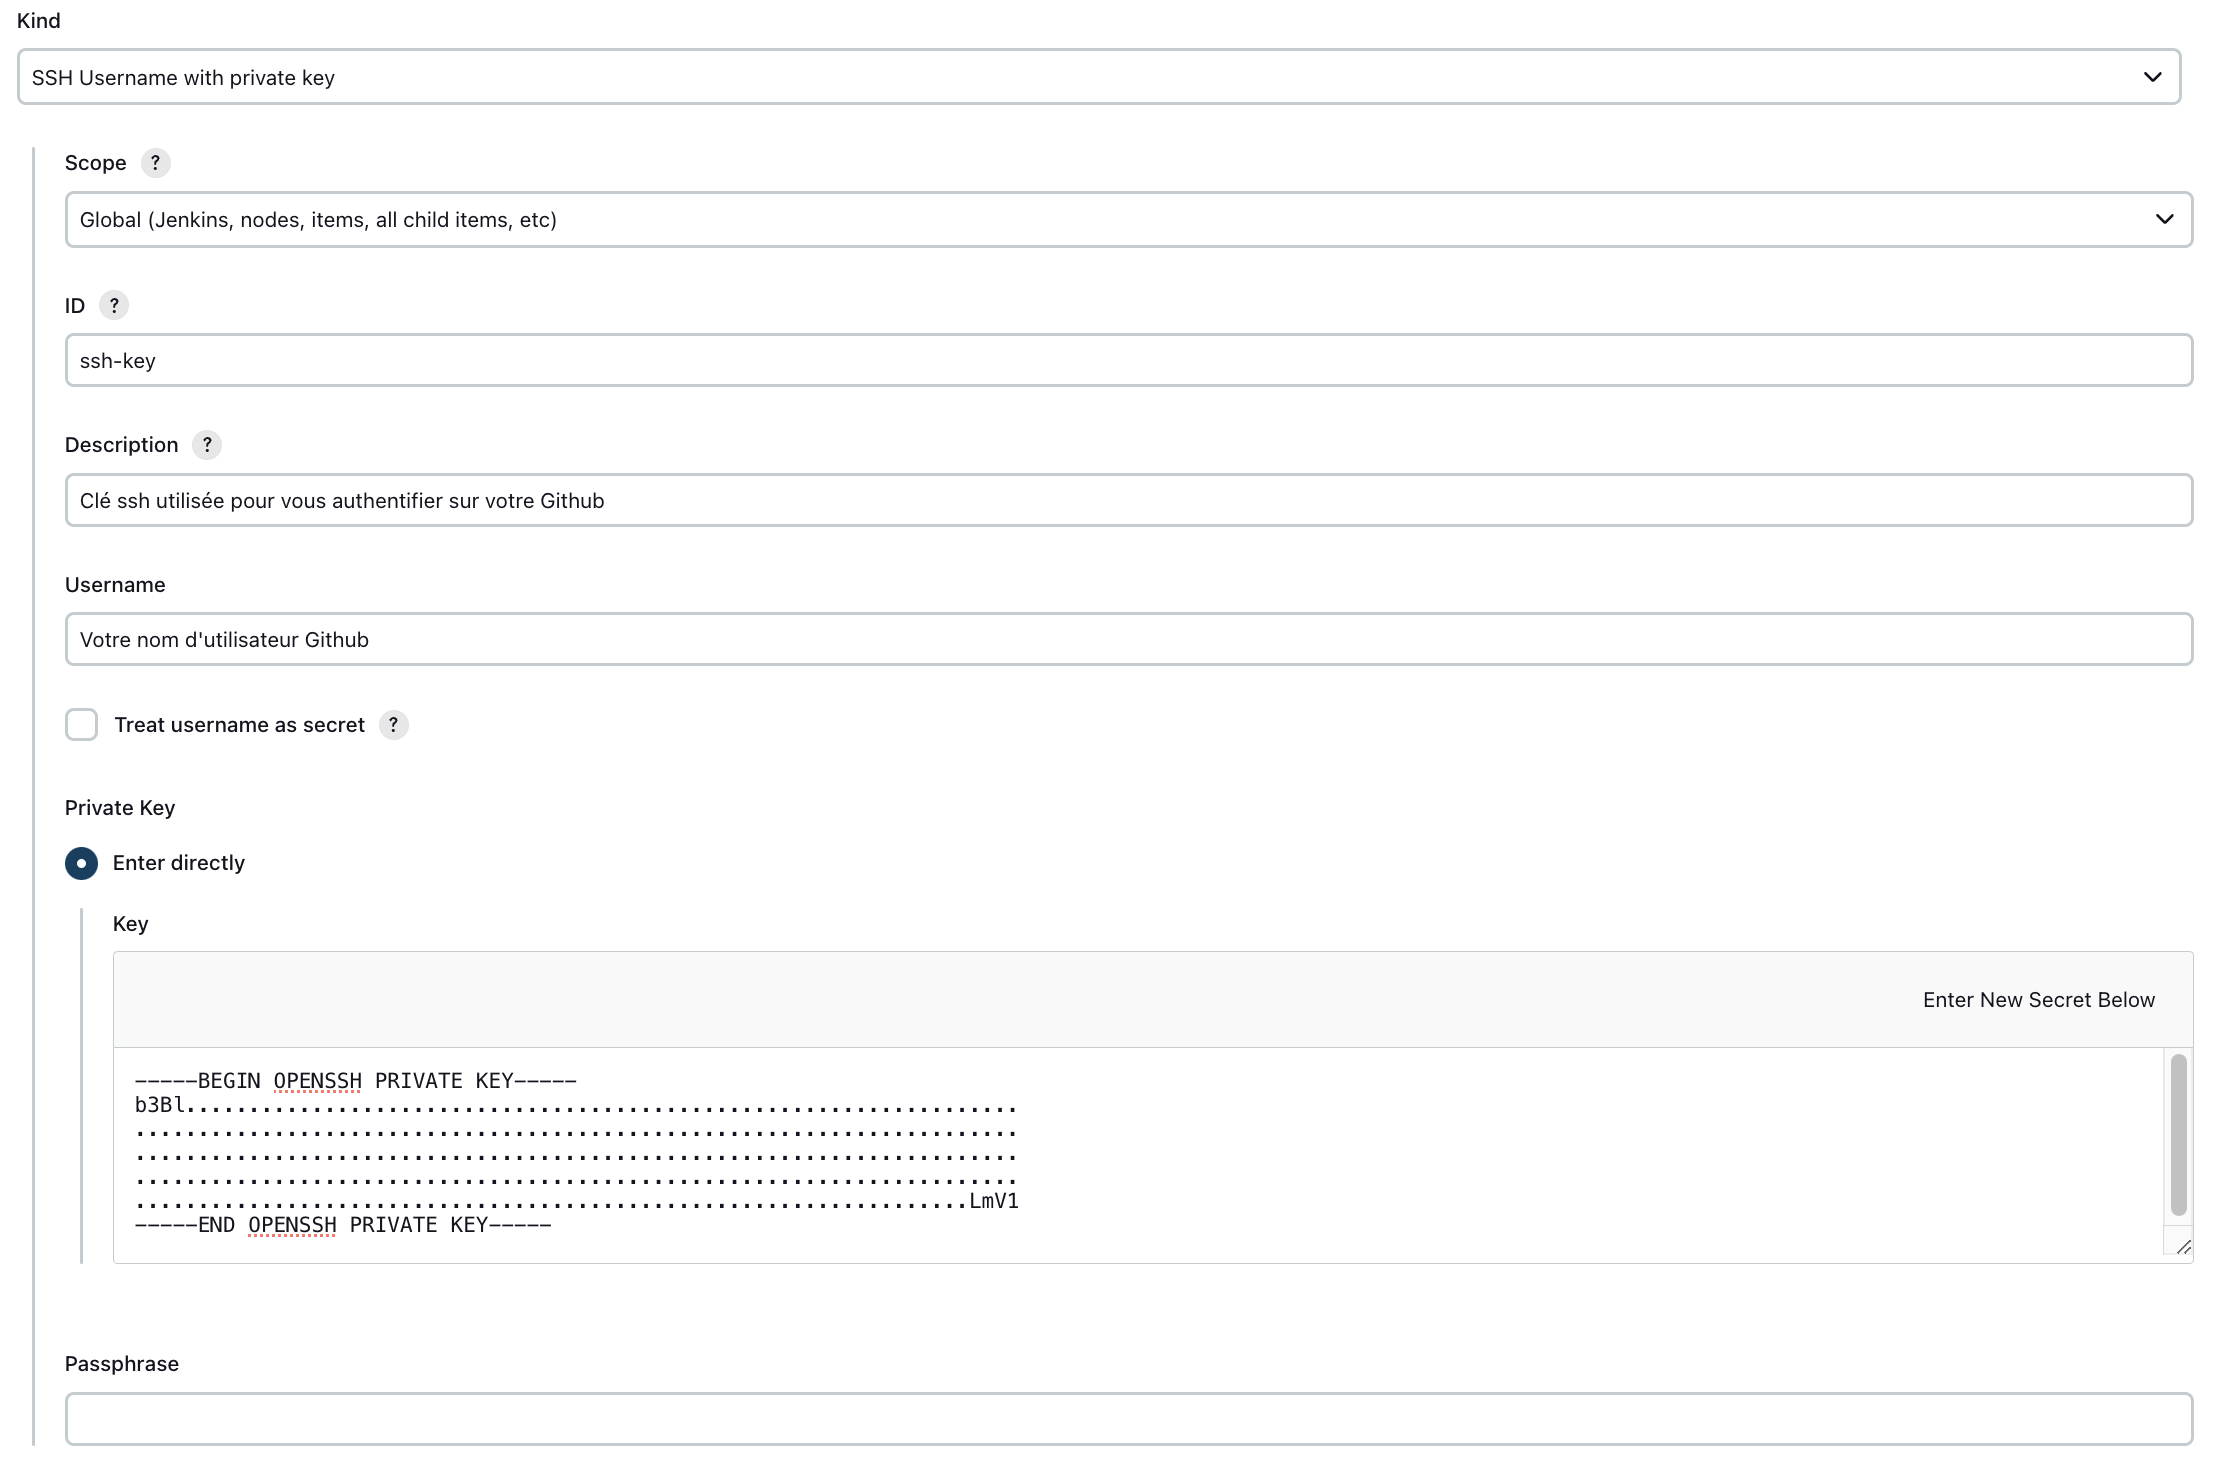 Kind
SSH Username with private key
Scope ?
Global (Jenkins, nodes, items, all child items, etc)
ID ?
ssh-key
Description ?
Clé ssh utilisée pour vous authentifier sur votre Github
Username
Votre nom d'utilisateur Github
Treat username as secret ?
Private Key
Enter directly
Key
Enter New Secret Below
-----BEGIN OPENSSH PRIVATE KEY-----
b3Bl..................................................................
......................................................................
......................................................................
......................................................................
..................................................................LmV1
-----END OPENSSH PRIVATE KEY-----
Passphrase